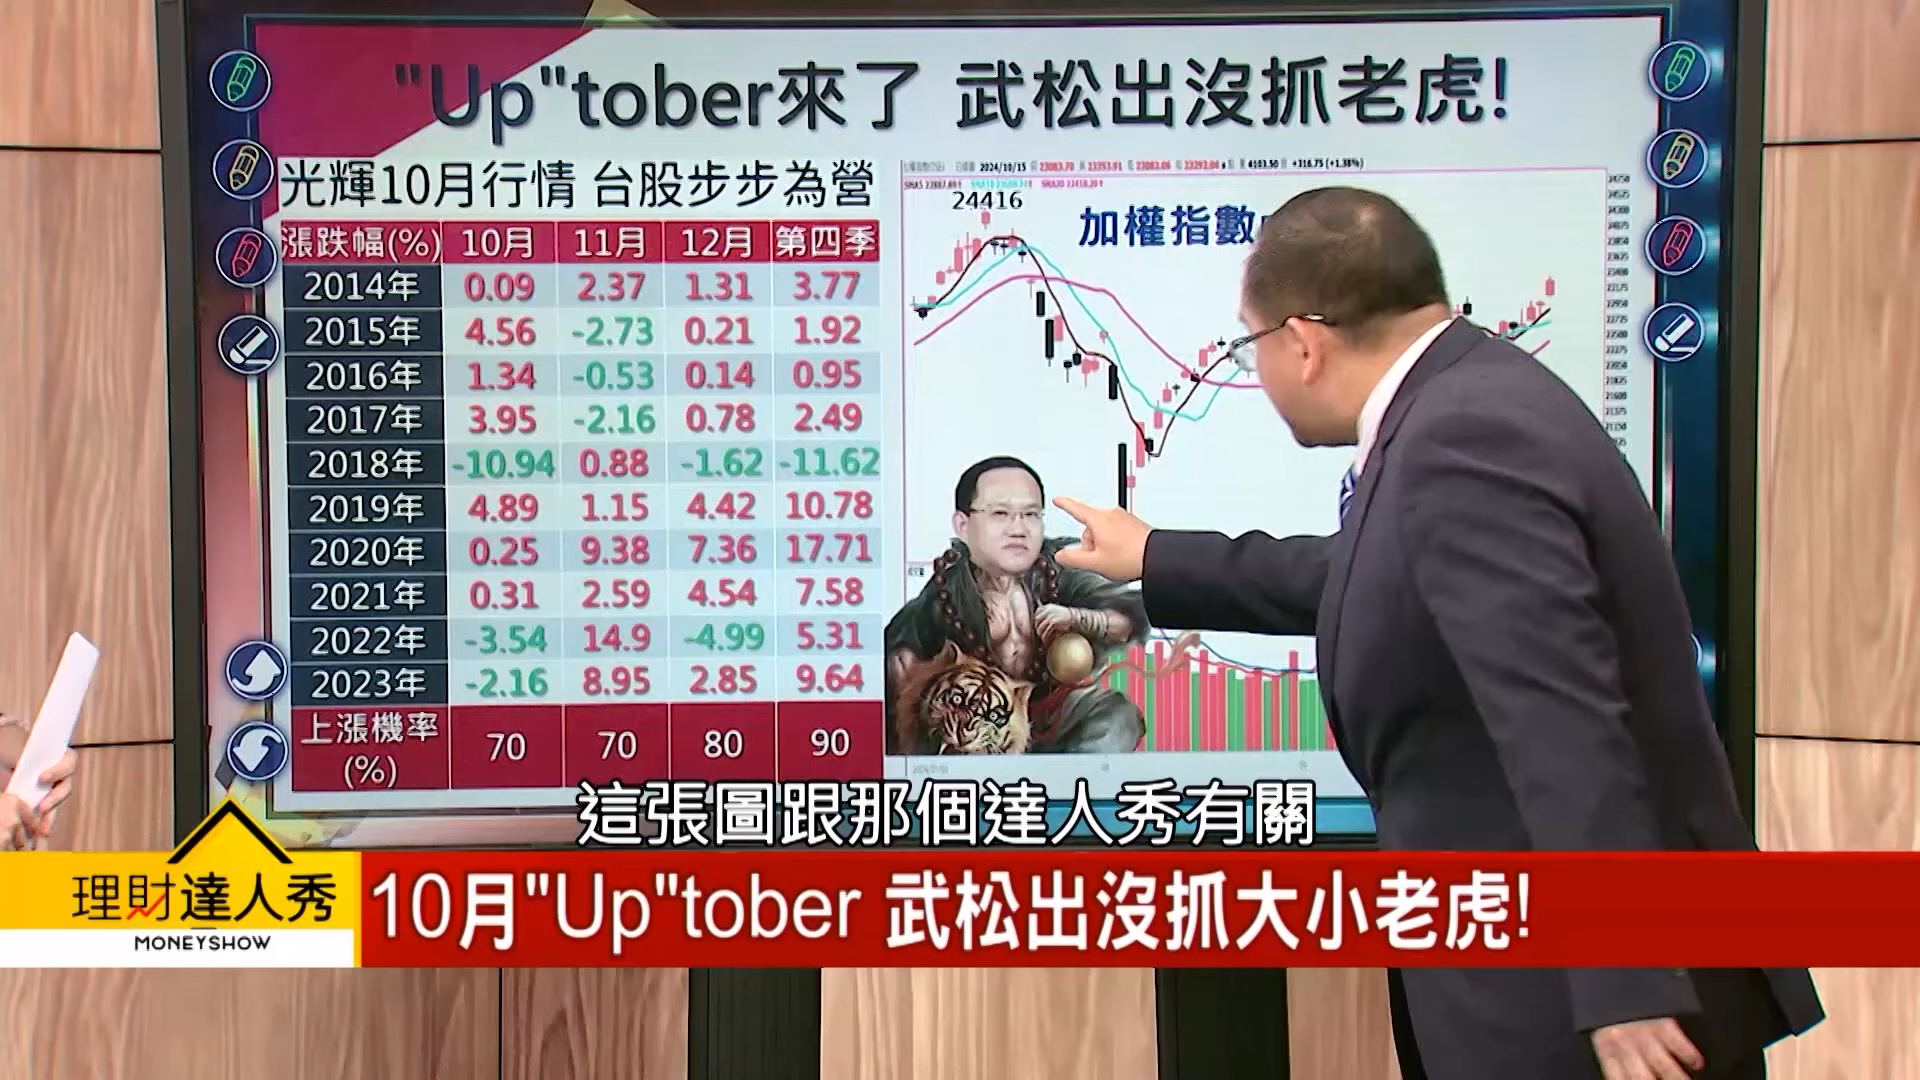 "Up"tober來了 武松出沒抓老虎!
光輝10月行情 台股步步為營
漲跌幅(%) 10月 11月 12月 第四季
2014年 0.09 2.37 1.31 3.77
2015年 4.56 -2.73 0.21 1.92
2016年 1.34 -0.53 0.14 0.95
2017年 3.95 -2.16 0.78 2.49
2018年 -10.94 0.88 -1.62 -11.62
2019年 4.89 1.15 4.42 10.78
2020年 0.25 9.38 7.36 17.71
2021年 0.31 2.59 4.54 7.58
2022年 -3.54 14.9 -4.99 5.31
2023年 -2.16 8.95 2.85 9.64
上漲機率
(%) 70 70 80 90
2024/10/15
+316.75 (+1.38%)
24416
加權指數
這張圖跟那個達人秀有關
理財達人秀
MONEYSHOW
10月"Up"tober 武松出沒抓大小老虎!